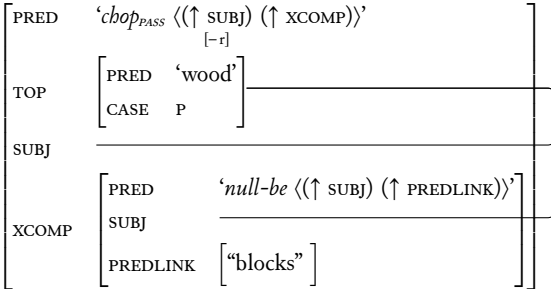 PRED ‘chop_PASS ⟨(↑ SUBJ) (↑ XCOMP)⟩’
[−r]
TOP
PRED ‘wood’
CASE P
SUBJ
XCOMP
PRED ‘null-be ⟨(↑ SUBJ) (↑ PREDLINK)⟩’
SUBJ
PREDLINK [“blocks” ]